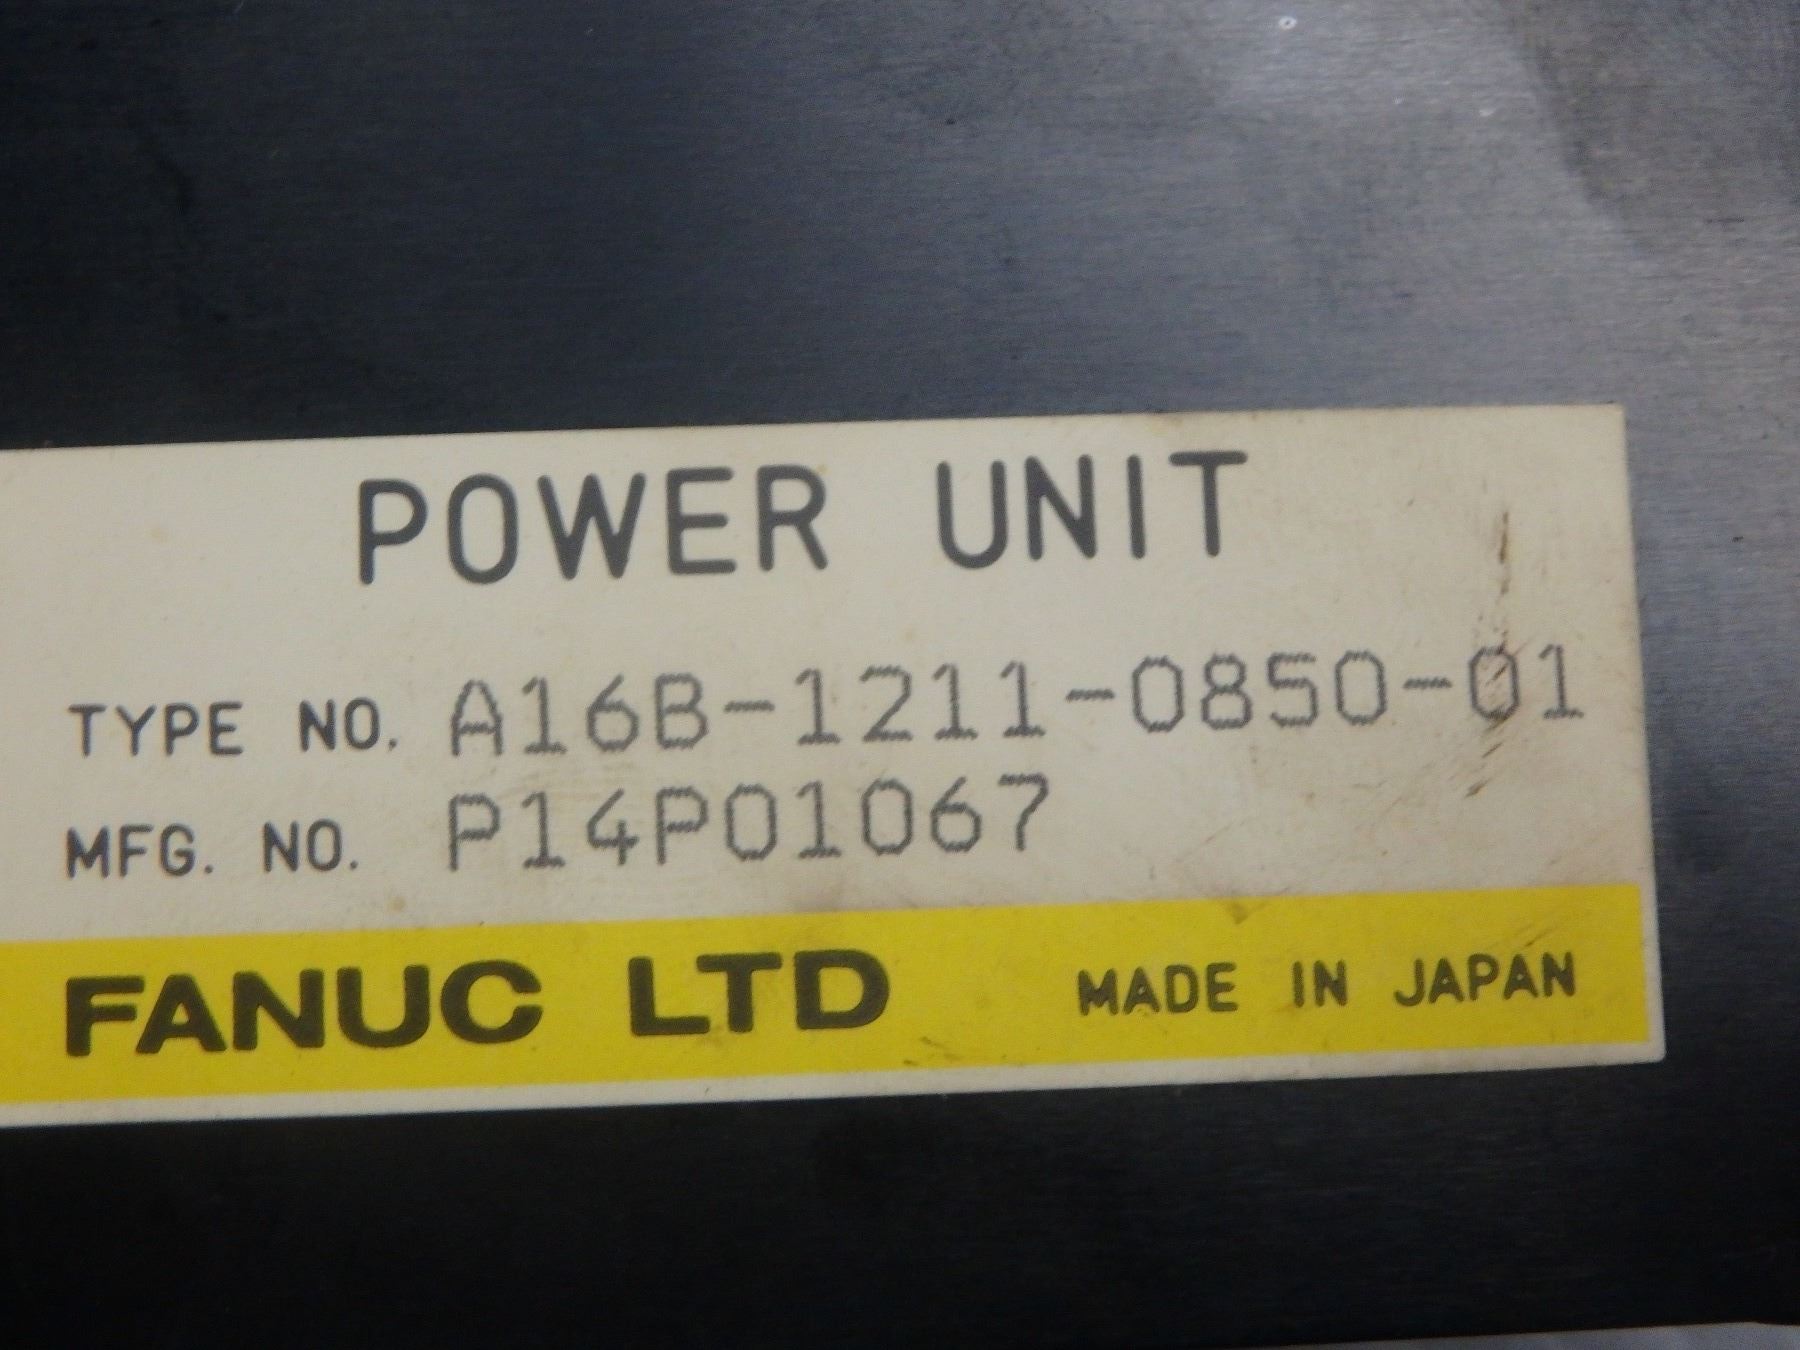 POWER UNIT
TYPE NO. A16B-1211-0850-01
MFG. NO. P14P01067
FANUC LTD MADE IN JAPAN